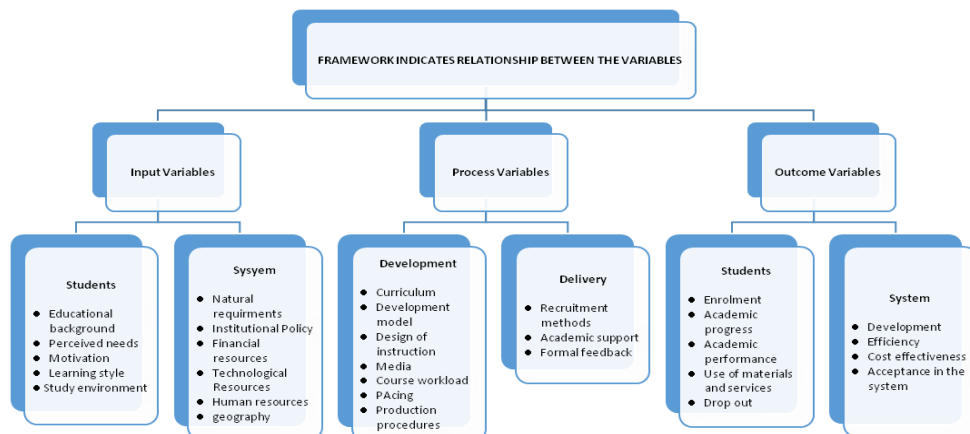 FRAMEWORK INDICATES RELATIONSHIP BETWEEN THE VARIABLES
Input Variables
Process Variables
Outcome Variables
Students
• Educational
background
• Perceived needs
• Motivation
• Learning style
• Study environment
Sysyem
• Natural
requirments
• Institutional Policy
• Financial
resources
• Technological
Resources
• Human resources
• geography
Development
• Curriculum
• Development
model
• Design of
instruction
• Media
• Course workload
• PAcing
• Production
procedures
Delivery
• Recruitment
methods
• Academic support
• Formal feedback
Students
• Enrolment
• Academic
progress
• Academic
performance
• Use of materials
and services
• Drop out
System
• Development
• Efficiency
• Cost effectiveness
• Acceptance in the
system